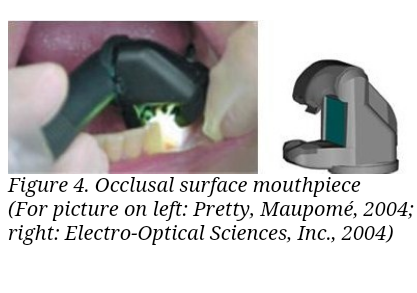 Figure 4. Occlusal surface mouthpiece
(For picture on left: Pretty, Maupomé, 2004;
right: Electro-Optical Sciences, Inc., 2004)